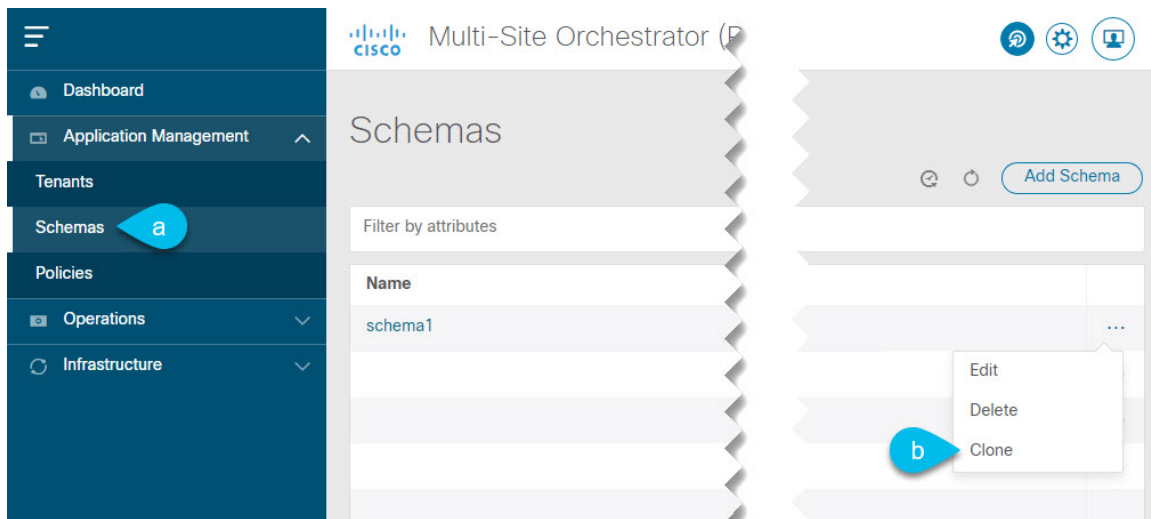 CISCO Multi-Site Orchestrator (
Dashboard
Application Management
Schemas
Tenants
Add Schema
Schemas a
Filter by attributes
Policies
Name
Operations
schema1
...
Infrastructure
Edit
Delete
b Clone